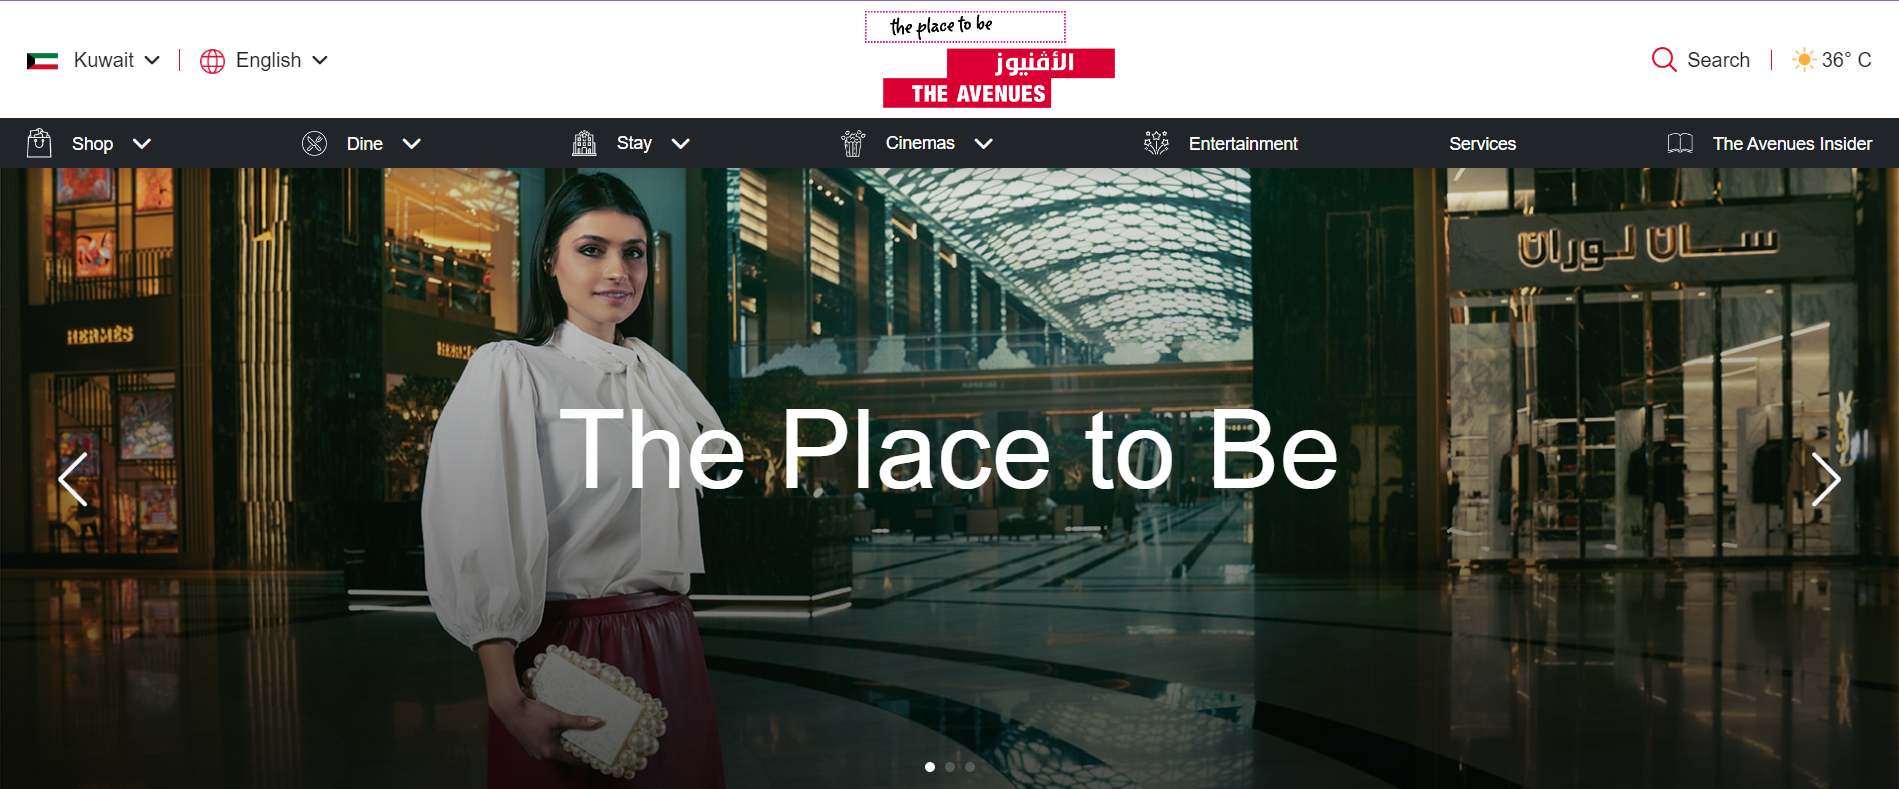 the place to be
Kuwait
English
الأڤنيوز
THE AVENUES
Search
36° C
Shop
Dine
Stay
Cinemas
Entertainment
Services
The Avenues Insider
سان لوران
HERMÈS
The Place to Be